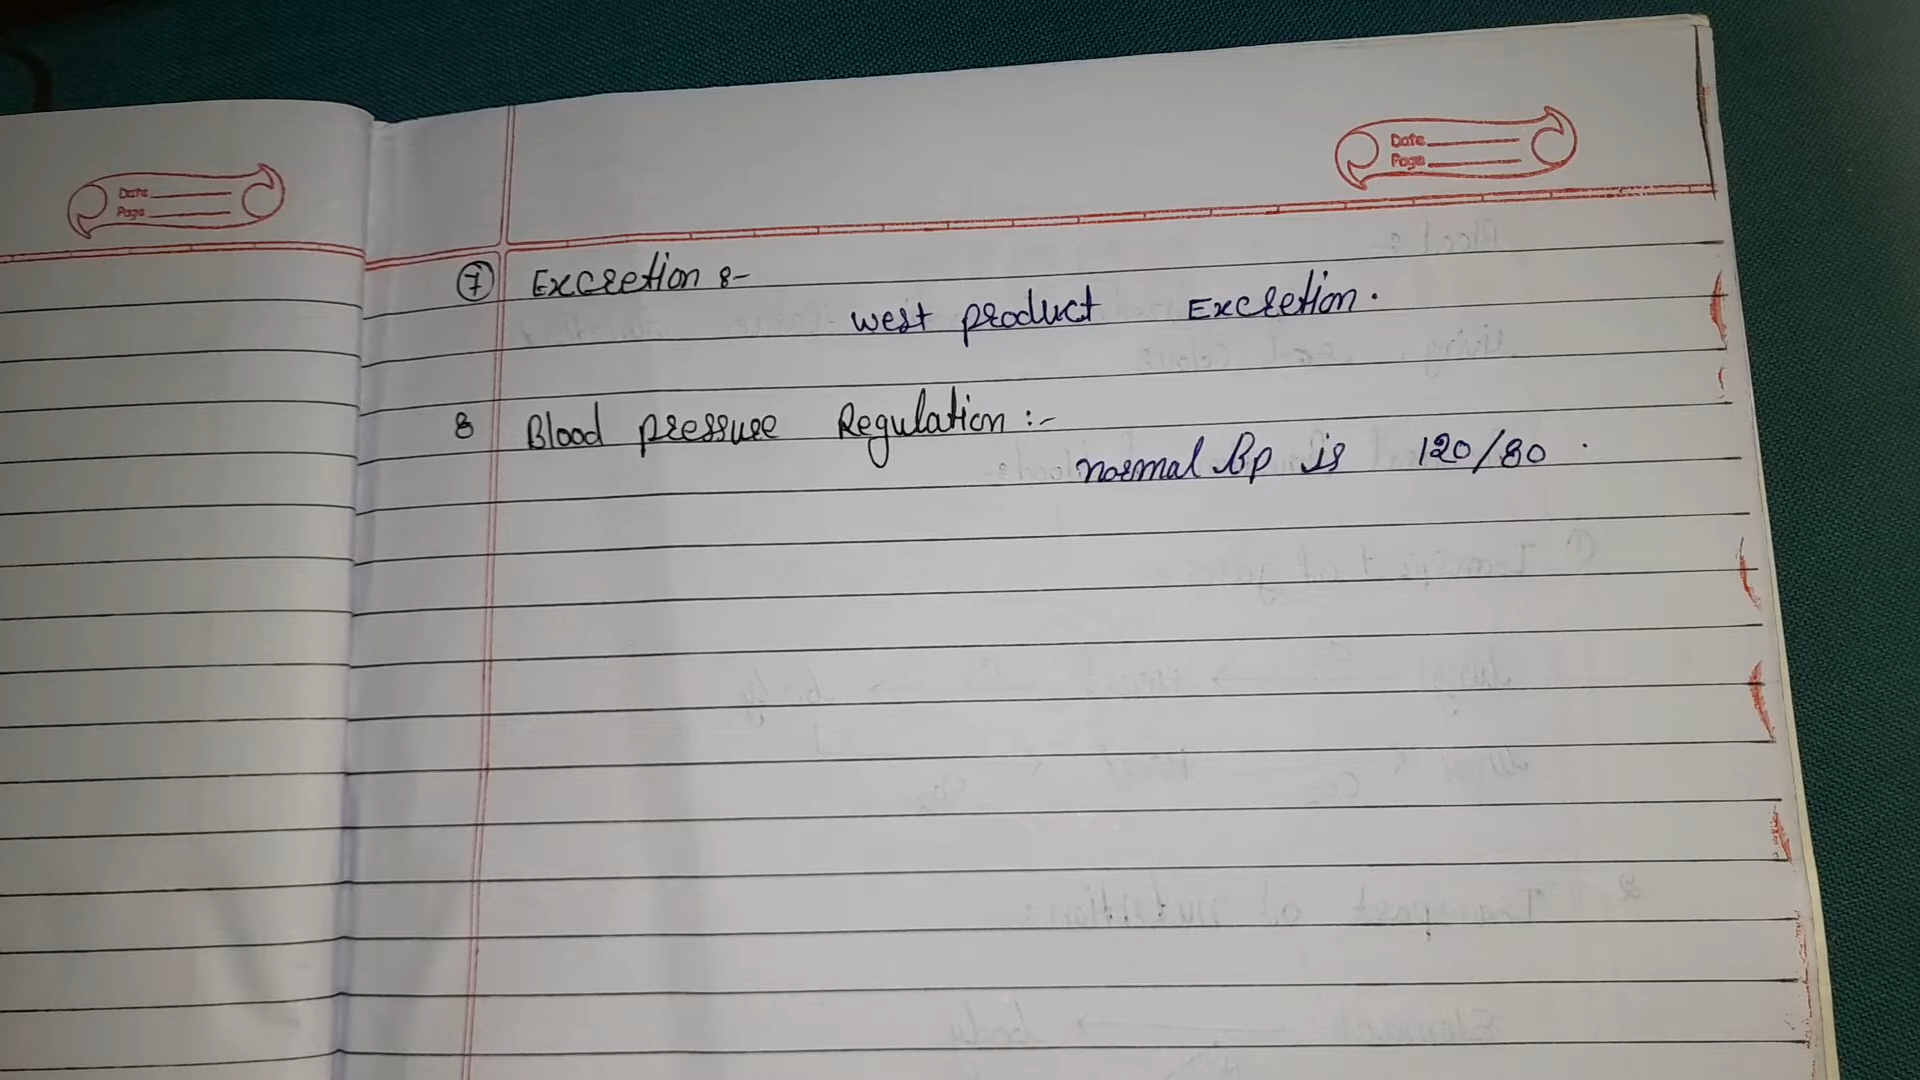 Date
Page
Date
Page
7 Excretion :-
west product Excretion.
8 Blood pressure Regulation :-
normal Bp is 120/80 .